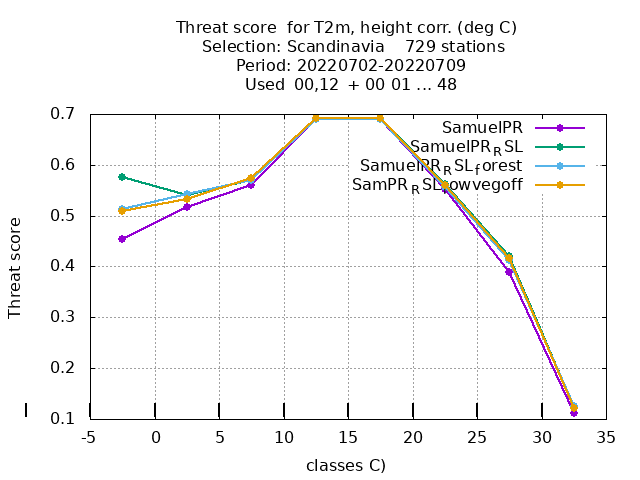 Threat score  for T2m, height corr. (deg C)
Selection: Scandinavia    729 stations
Period: 20220702-20220709
Used  00,12  + 00 01 ... 48
0.7
0.6
0.5
0.4
0.3
0.2
0.1
Threat score
SamuelPR
SamuelPR_RSL
SamuelPR_RSL_forest
SamPR_RSLlowvegoff
-5 0 5 10 15 20 25 30 35
classes C)